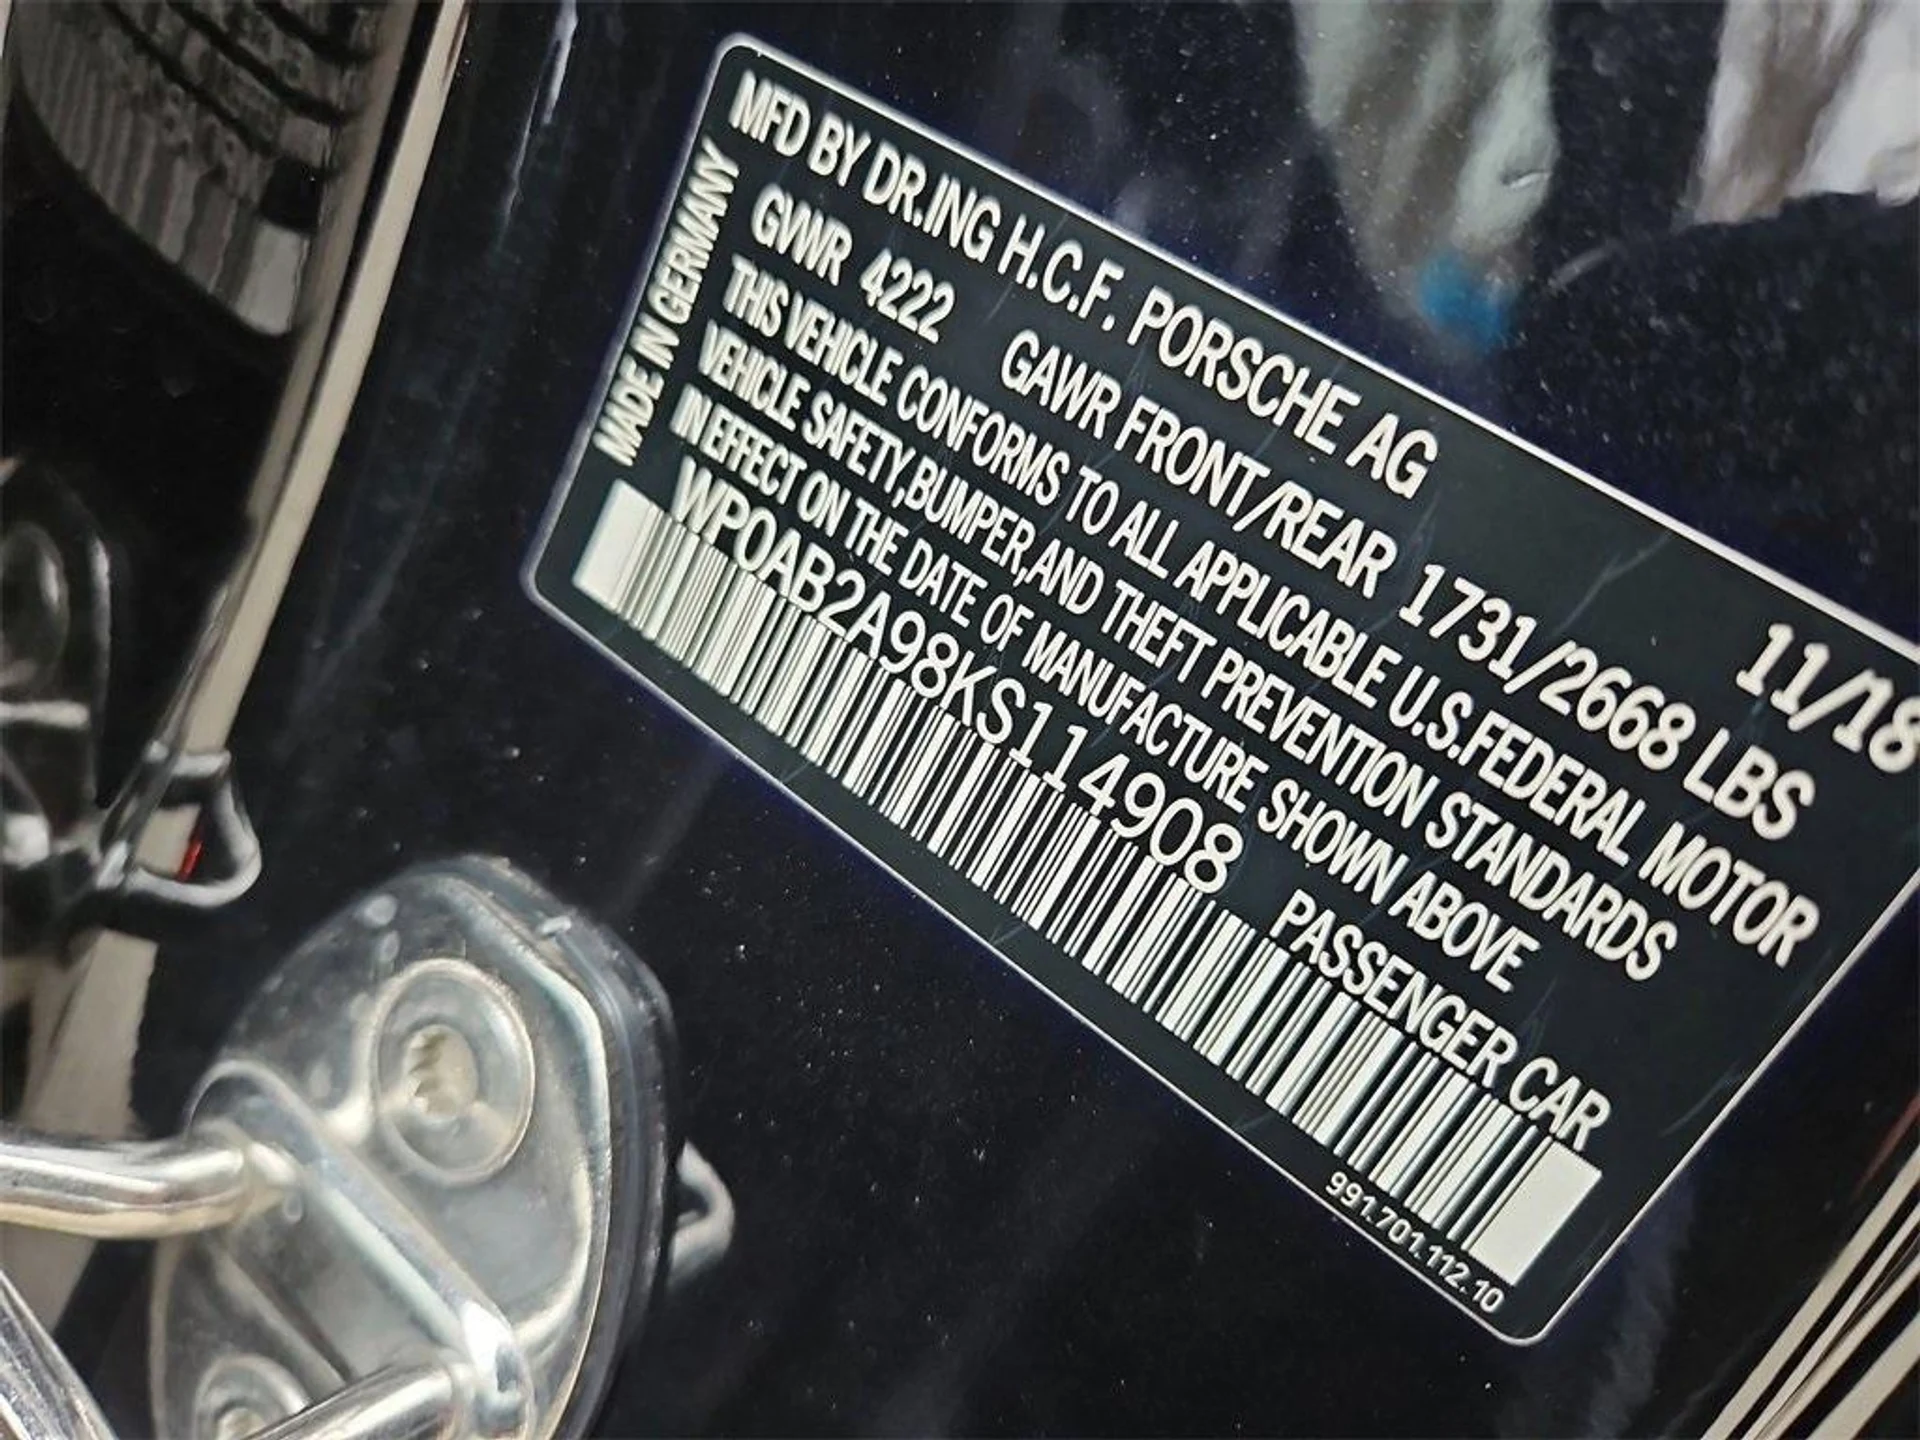 MFD BY DR.ING H.C.F. PORSCHE AG 11/18
GVWR 4222 GAWR FRONT/REAR 1731/2668 LBS
THIS VEHICLE CONFORMS TO ALL APPLICABLE U.S.FEDERAL MOTOR
VEHICLE SAFETY,BUMPER,AND THEFT PREVENTION STANDARDS
IN EFFECT ON THE DATE OF MANUFACTURE SHOWN ABOVE
WP0AB2A98KS114908 PASSENGER CAR
MADE IN GERMANY
991.701.112.10